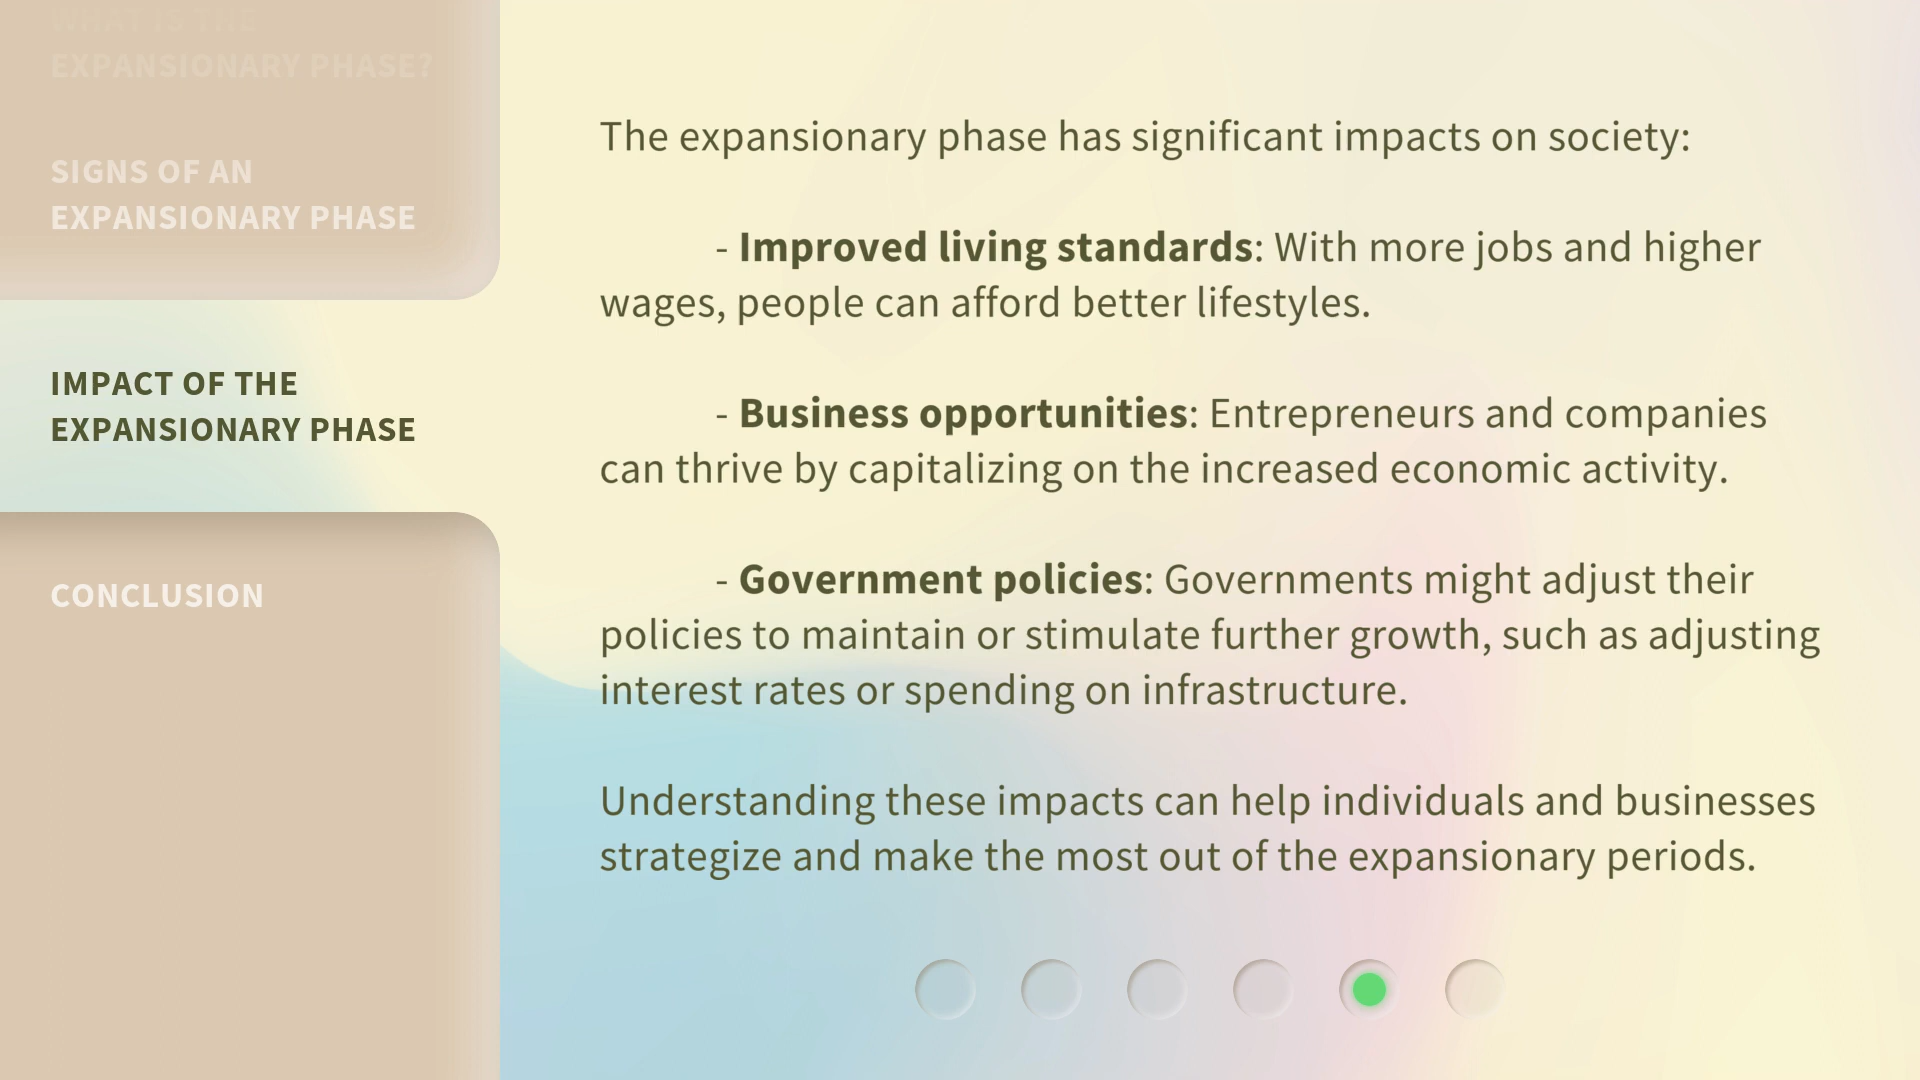 WHAT IS THE
EXPANSIONARY PHASE?
SIGNS OF AN
EXPANSIONARY PHASE
IMPACT OF THE
EXPANSIONARY PHASE
CONCLUSION
The expansionary phase has significant impacts on society:
- Improved living standards: With more jobs and higher
wages, people can afford better lifestyles.
- Business opportunities: Entrepreneurs and companies
can thrive by capitalizing on the increased economic activity.
- Government policies: Governments might adjust their
policies to maintain or stimulate further growth, such as adjusting
interest rates or spending on infrastructure.
Understanding these impacts can help individuals and businesses
strategize and make the most out of the expansionary periods.